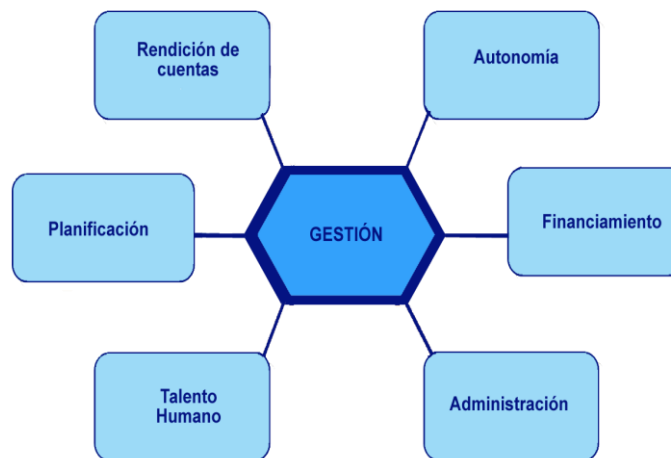 Rendición de
cuentas
Autonomía
Planificación
GESTIÓN
Financiamiento
Talento
Humano
Administración